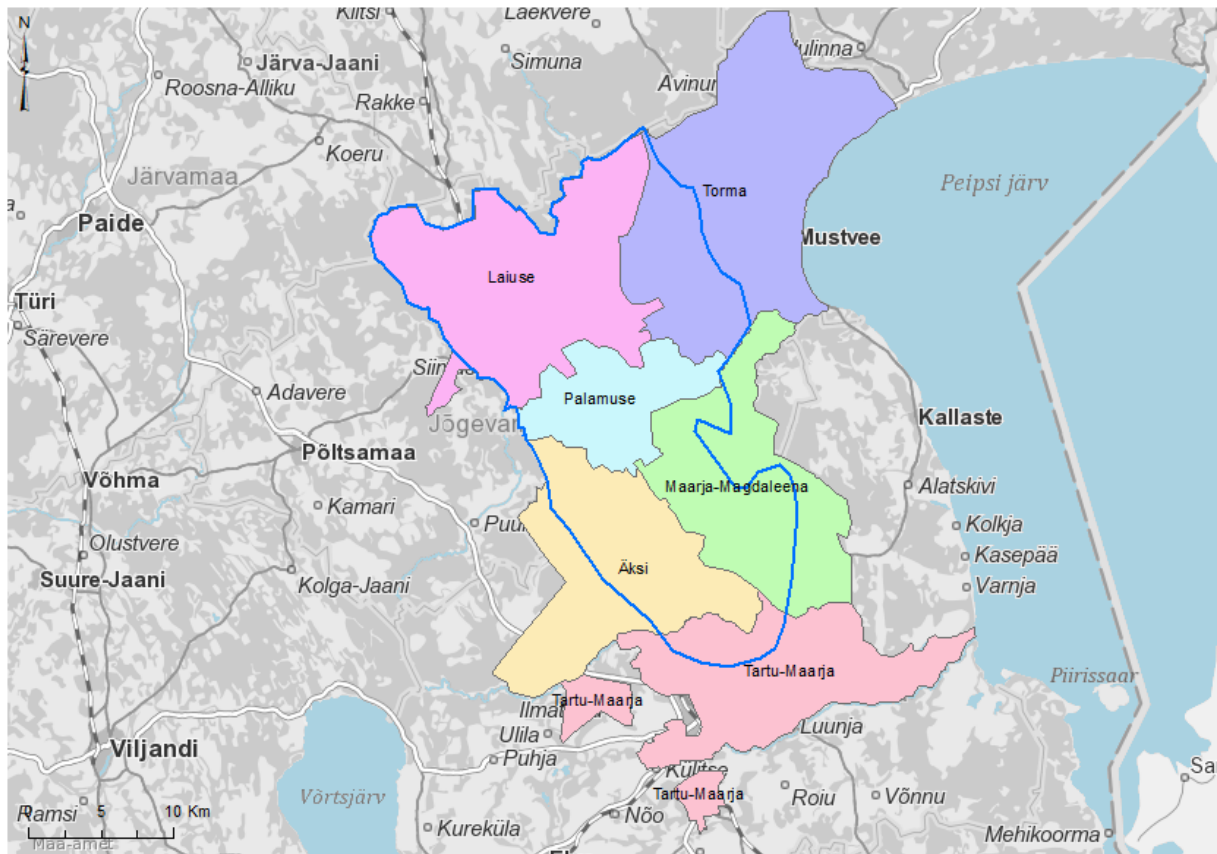 N
Kiltsi
Laekvere
Järva-Jaani
Simuna
Roosna-Alliku
Rakke
Koeru
Järvamaa
Torma
Peipsi järv
Paide
Mustvee
Laiuse
Türi
Särevere
Adavere
Palamuse
Kallaste
Põltsamaa
Võhma
Maarja-Magdaleena
Alatskivi
Kamari
Kolkja
Olustvere
Äksi
Kasepää
Suure-Jaani
Kolga-Jaani
Varnja
Tartu-Maarja
Piirissaar
Tartu-Maarja
Ulila
Luunja
Viljandi
Puhja
Külitse
Võrtsjärv
Tartu-Maarja
Roiu
Võnnu
Ramsi
0 5 10 Km
Nõo
Kureküla
Mehikoorma
Maa-amet